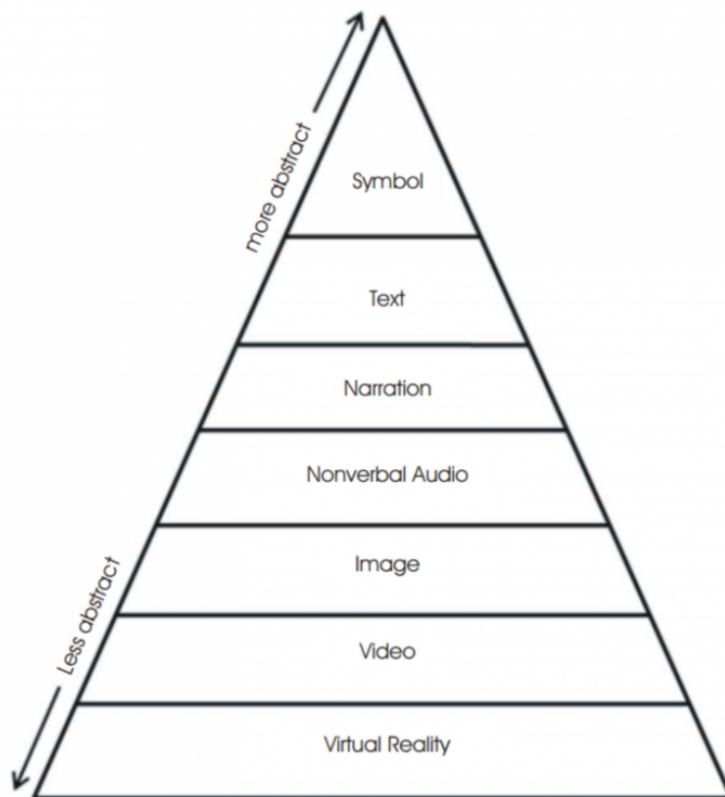 more abstract
Symbol
Text
Narration
Nonverbal Audio
Image
Less abstract
Video
Virtual Reality